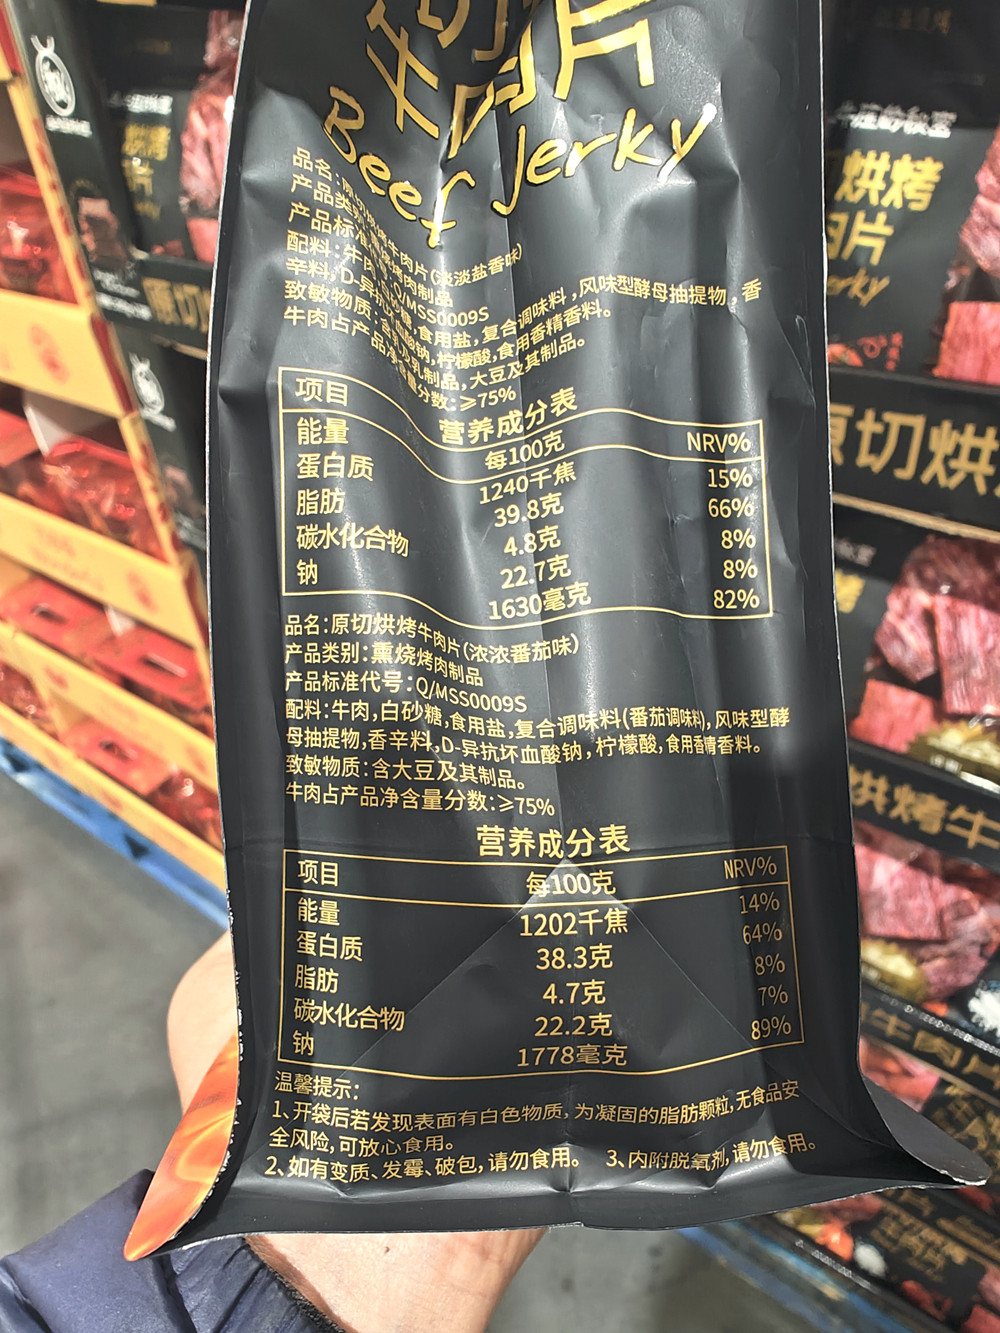 切
牛肉片
Beef Jerky
品名:原切烘烤牛肉片(淡淡盐香味)
产品类别:熏烧烤肉制品
产品标准代号:Q/MSS0009S
配料:牛肉,白砂糖,食用盐,复合调味料,风味型酵母抽提物,香
辛料,D-异抗坏血酸钠,柠檬酸,食用香精香料。
致敏物质:含乳及乳制品,大豆及其制品。
牛肉占产品净含量分数:≥75%
营养成分表
项目 每100克 NRV%
能量 1240千焦 15%
蛋白质 39.8克 66%
脂肪 4.8克 8%
碳水化合物 22.7克 8%
钠 1630毫克 82%
品名:原切烘烤牛肉片(浓浓番茄味)
产品类别:熏烧烤肉制品
产品标准代号:Q/MSS0009S
配料:牛肉,白砂糖,食用盐,复合调味料(番茄调味料),风味型酵
母抽提物,香辛料,D-异抗坏血酸钠,柠檬酸,食用香精香料。
致敏物质:含大豆及其制品。
牛肉占产品净含量分数:≥75%
营养成分表
项目 每100克 NRV%
能量 1202千焦 14%
蛋白质 38.3克 64%
脂肪 4.7克 8%
碳水化合物 22.2克 7%
钠 1778毫克 89%
温馨提示:
1、开袋后若发现表面有白色物质,为凝固的脂肪颗粒,无食品安
全风险,可放心食用。
2、如有变质、发霉、破包,请勿食用。 3、内附脱氧剂,请勿食用。
烘烤
肉片
原切烘
烘烤牛
牛肉片
原切